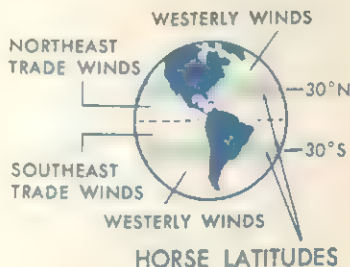 WESTERLY WINDS
NORTHEAST
TRADE WINDS
30°N
30°S
SOUTHEAST
TRADE WINDS
WESTERLY WINDS
HORSE LATITUDES